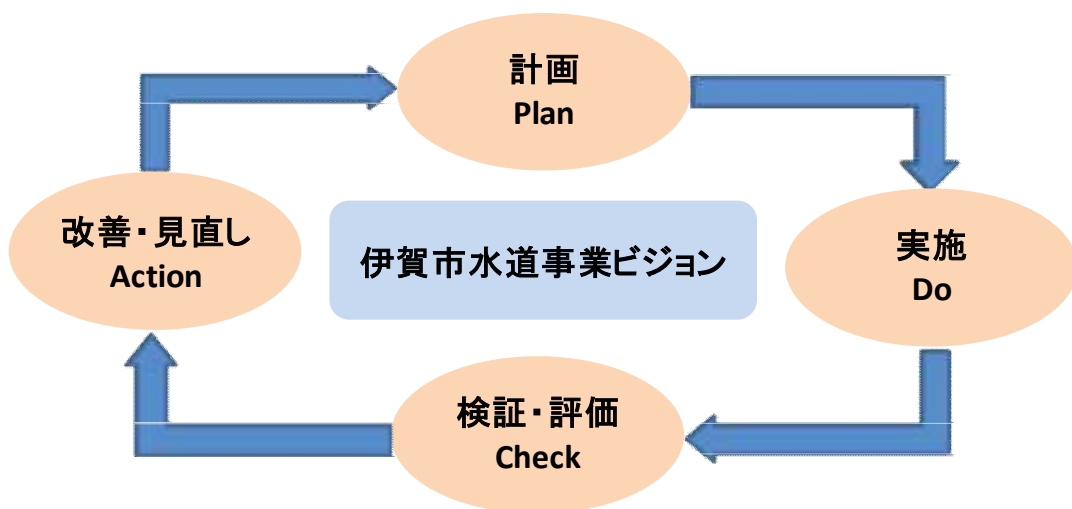 計画
Plan
改善・見直し
Action
伊賀市水道事業ビジョン
実施
Do
検証・評価
Check